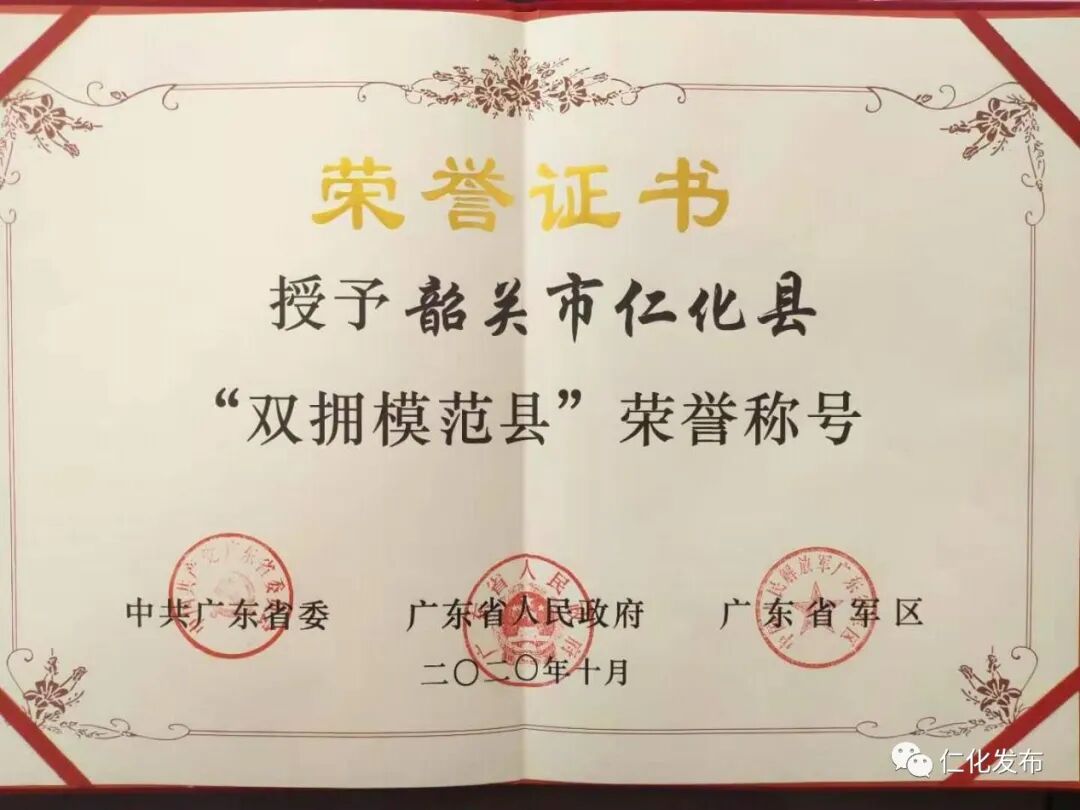 荣誉证书
授予韶关市仁化县
“双拥模范县”荣誉称号
中共广东省委 广东省人民政府 广东省军区
二〇二〇年十月
仁化发布